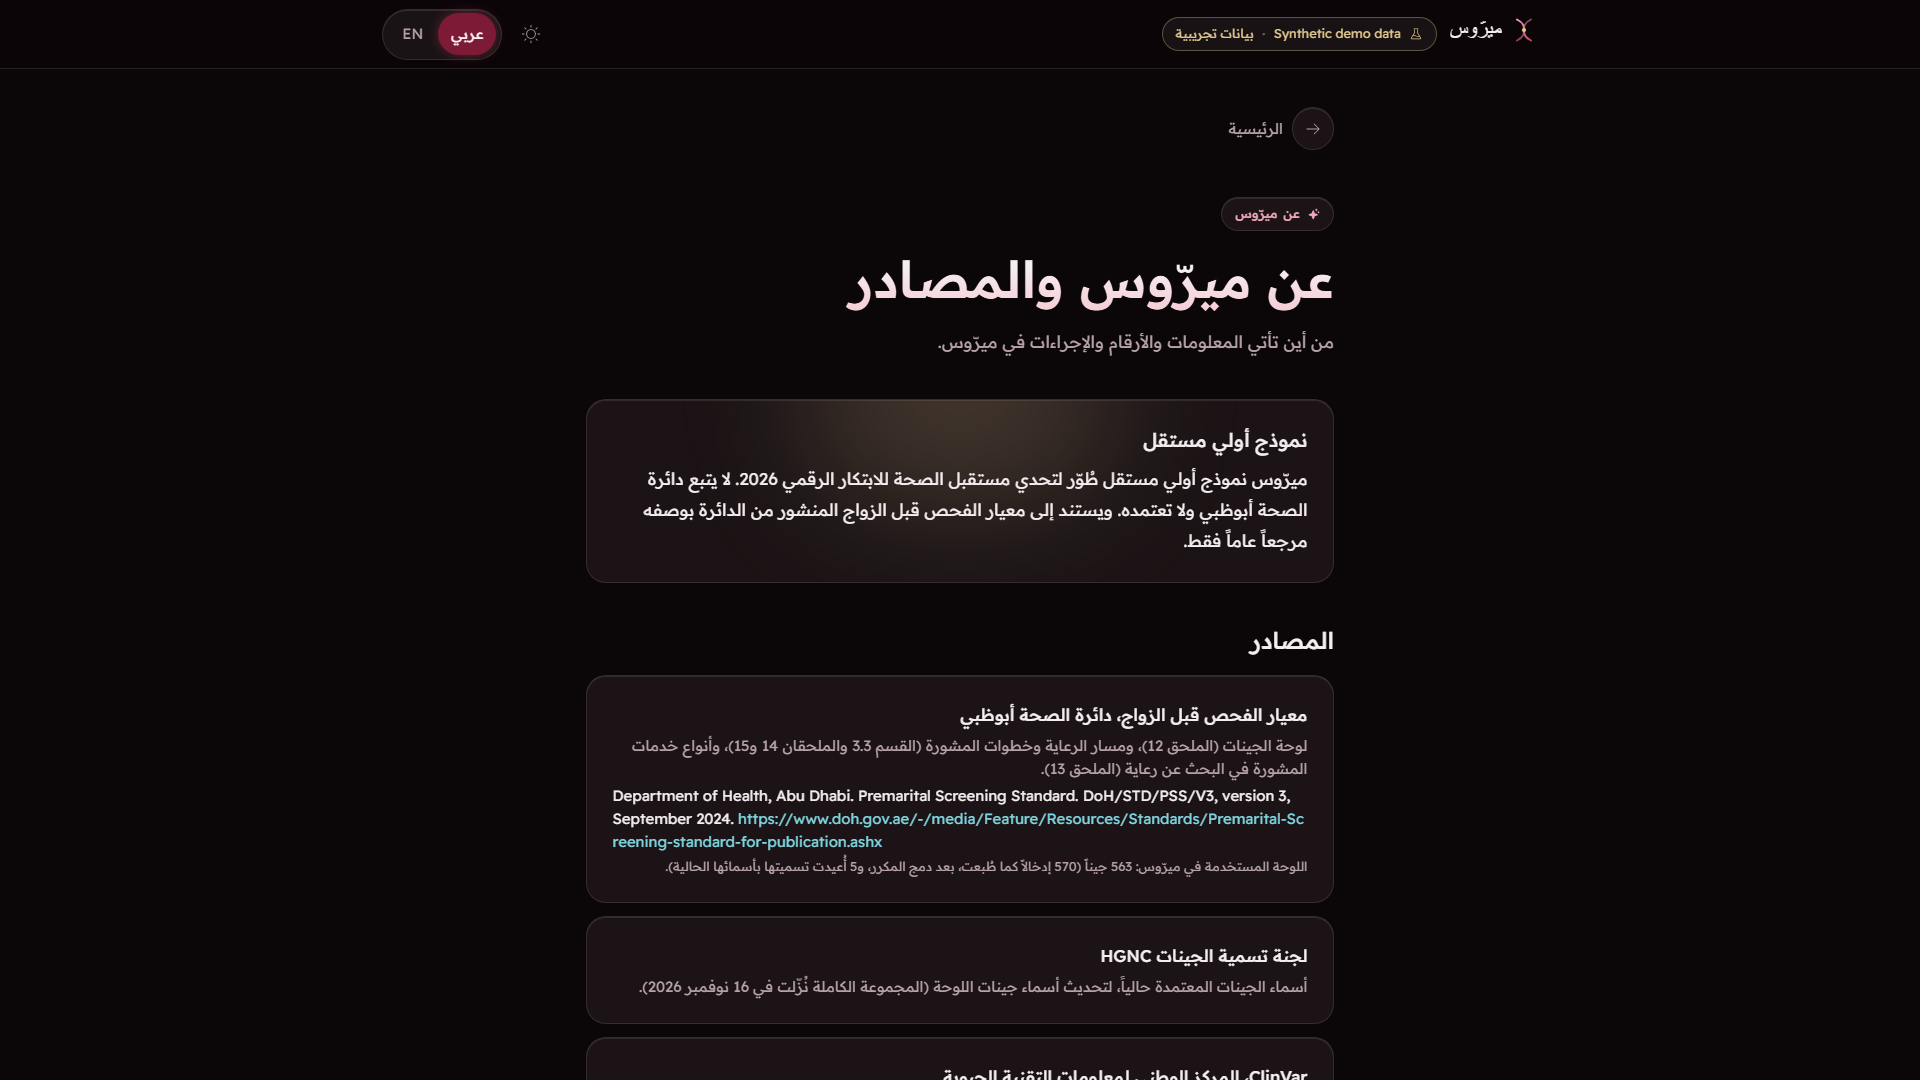 ميرّوس
Synthetic demo data · بيانات تجريبية
عربي
EN
الرئيسية
عن ميرّوس
عن ميرّوس والمصادر
من أين تأتي المعلومات والأرقام والإجراءات في ميرّوس.
نموذج أولي مستقل
ميرّوس نموذج أولي مستقل طُوّر لتحدي مستقبل الصحة للابتكار الرقمي 2026. لا يتبع دائرة
الصحة أبوظبي ولا تعتمده. ويستند إلى معيار الفحص قبل الزواج المنشور من الدائرة بوصفه
مرجعاً عاماً فقط.
المصادر
معيار الفحص قبل الزواج، دائرة الصحة أبوظبي
لوحة الجينات (الملحق 12)، ومسار الرعاية وخطوات المشورة (القسم 3.3 والملحقان 14 و15)، وأنواع خدمات
المشورة في البحث عن رعاية (الملحق 13).
Department of Health, Abu Dhabi. Premarital Screening Standard. DoH/STD/PSS/V3, version 3,
September 2024. https://www.doh.gov.ae/-/media/Feature/Resources/Standards/Premarital-Sc
reening-standard-for-publication.ashx
اللوحة المستخدمة في ميرّوس: 563 جيناً (570 إدخالاً كما طُبعت، بعد دمج المكرر، و5 أُعيدت تسميتها بأسمائها الحالية).
لجنة تسمية الجينات HGNC
أسماء الجينات المعتمدة حالياً، لتحديث أسماء جينات اللوحة (المجموعة الكاملة نُزّلت في 16 نوفمبر 2026).
ClinVar، المركز الوطني لمعلومات التقنية الحيوية